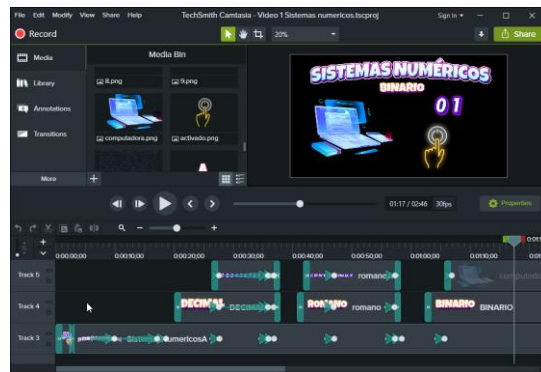 File Edit Modify View Share Help
TechSmith Camtasia - Video 1 Sistemas numericos.tscproj
Sign In
Record
20%
Share
Media
Media Bin
Library
8.png
9.png
Annotations
computadora.png
activado.png
Transitions
More
SISTEMAS NUMÉRICOS
BINARIO
0 1
01:17 / 02:46 30fps
Properties
0:00:00;00 0:00:10;00 0:00:20;00 0:00:30;00 0:00:40;00 0:00:50;00 0:01:00;00 0:01:10;00
Track 5
romano
Track 4
DECIMAL
DECIMAL
ROMANO
romano
BINARIO
BINARIO
Track 3